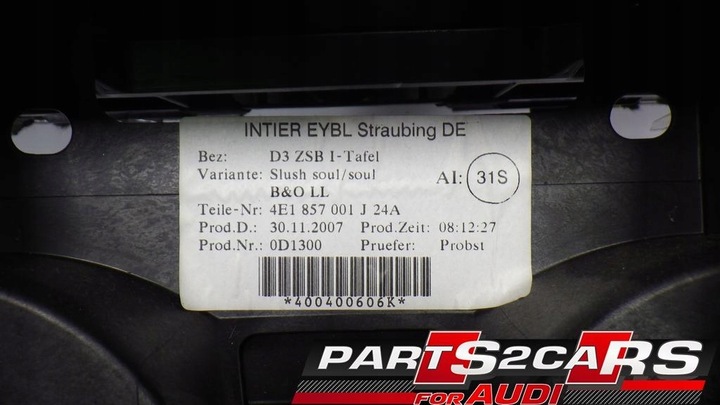 INTIER EYBL Straubing DE
Bez: D3 ZSB I-Tafel
Variante: Slush soul/soul AI: 31S
B&O LL
Teile-Nr: 4E1 857 001 J 24A
Prod.D.: 30.11.2007 Prod.Zeit: 08:12:27
Prod.Nr.: 0D1300 Pruefer: Probst
*400400606K*
PARTS2CARS
FOR AUDI